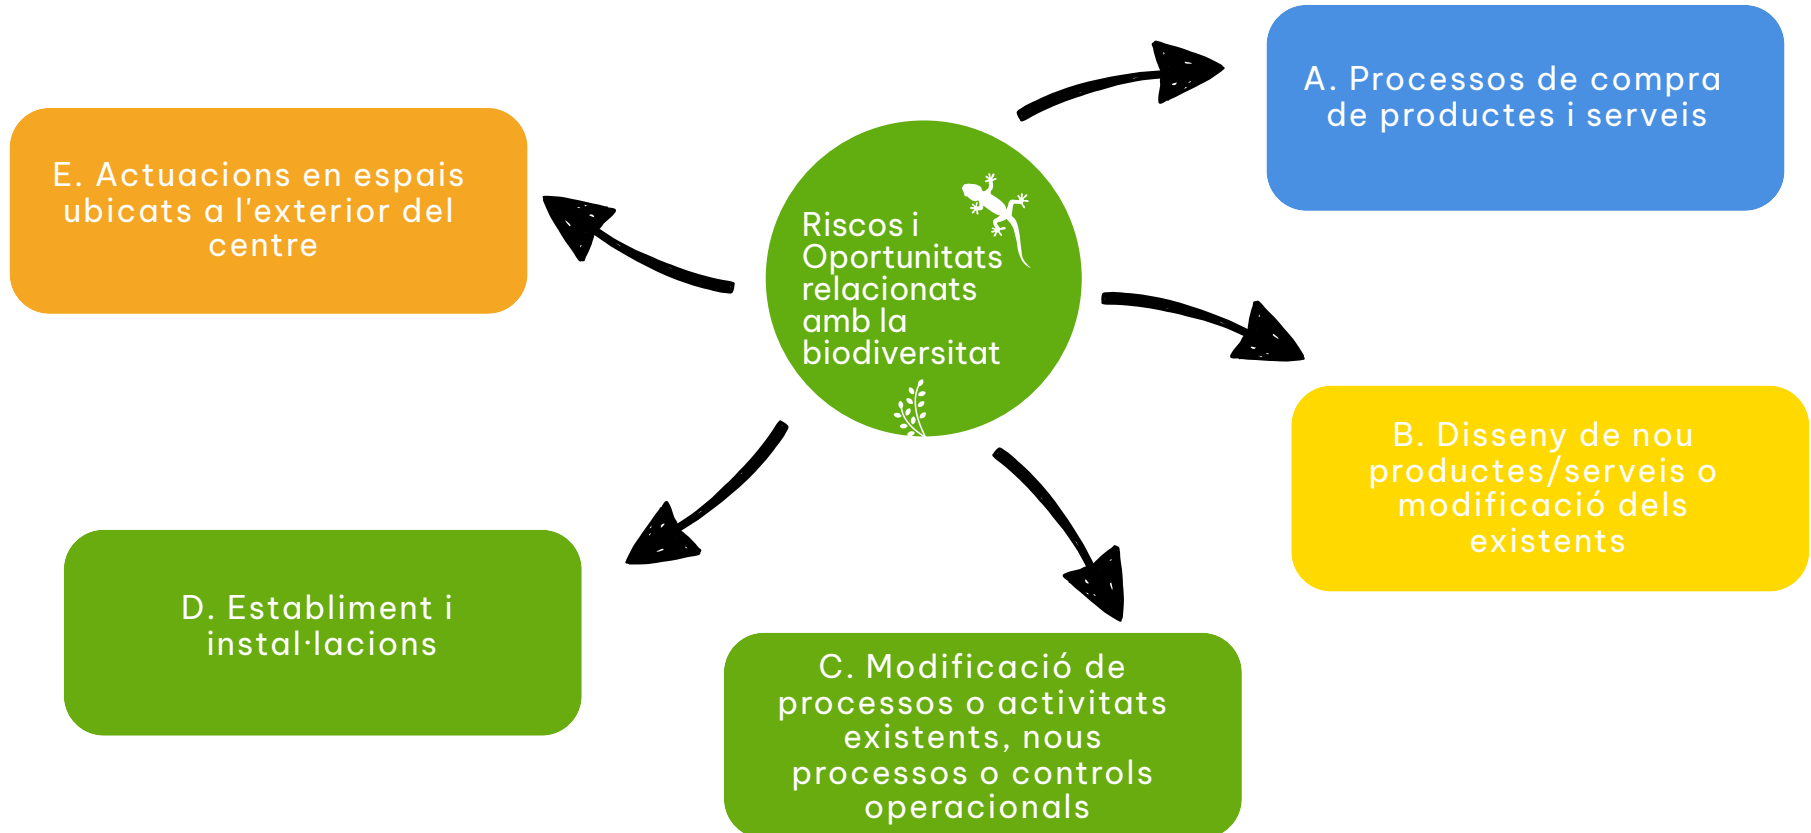 Riscos i
Oportunitats
relacionats
amb la
biodiversitat
A. Processos de compra
de productes i serveis
B. Disseny de nou
productes/serveis o
modificació dels
existents
C. Modificació de
processos o activitats
existents, nous
processos o controls
operacionals
D. Establiment i
instal·lacions
E. Actuacions en espais
ubicats a l'exterior del
centre